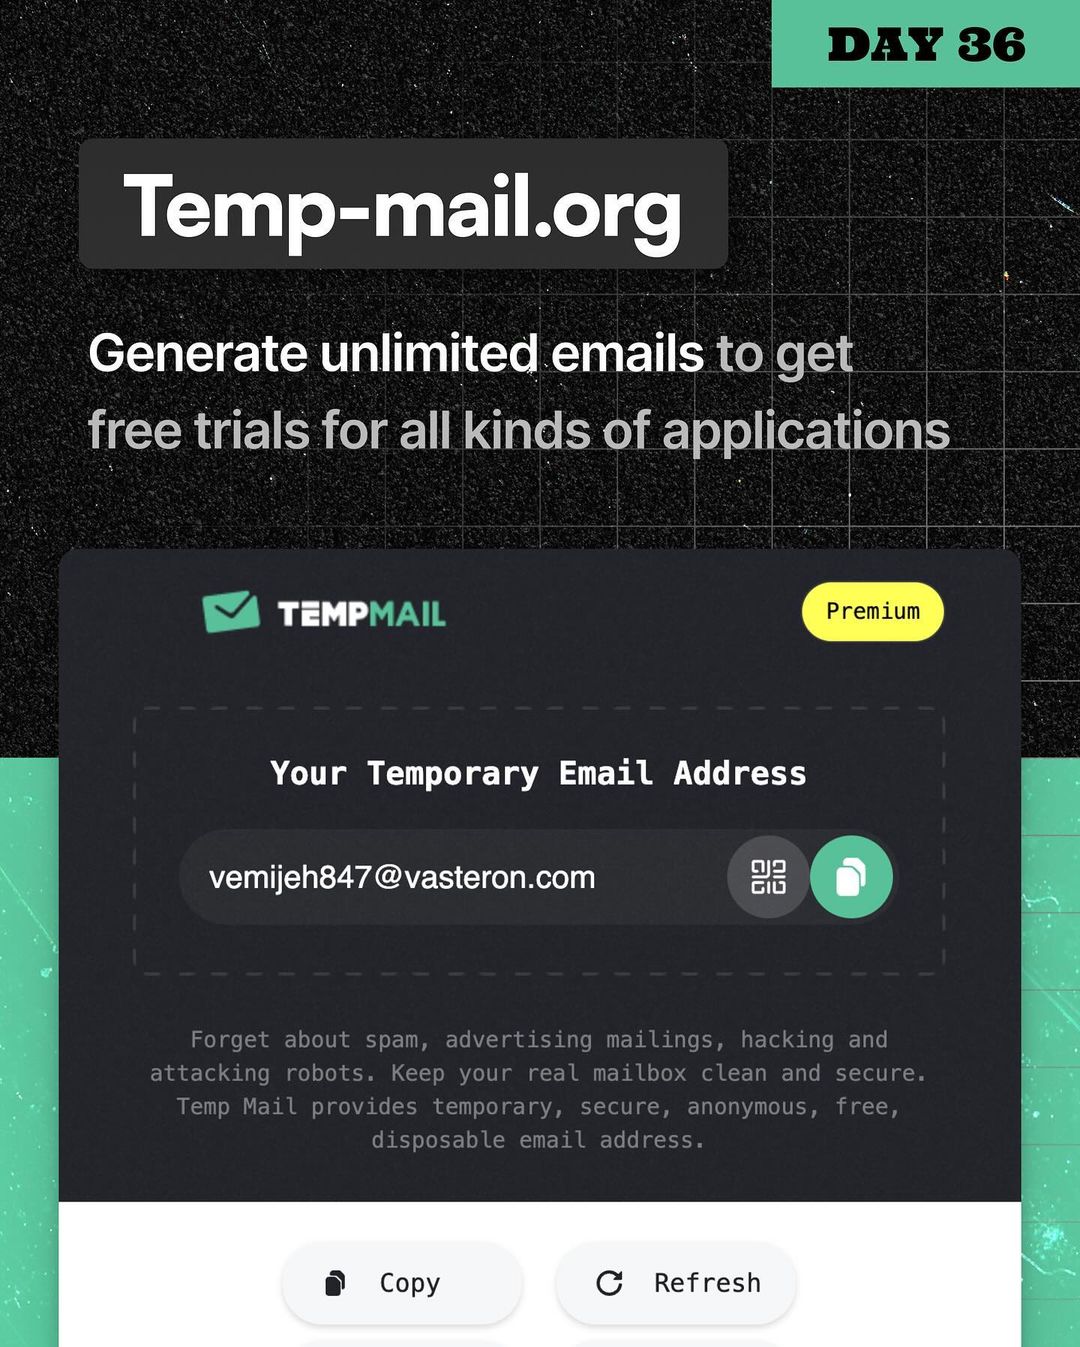 DAY 36
Temp-mail.org
Generate unlimited emails to get
free trials for all kinds of applications
TEMPMAIL
Premium
Your Temporary Email Address
vemijeh847@vasteron.com
Forget about spam, advertising mailings, hacking and
attacking robots. Keep your real mailbox clean and secure.
Temp Mail provides temporary, secure, anonymous, free,
disposable email address.
Copy
Refresh